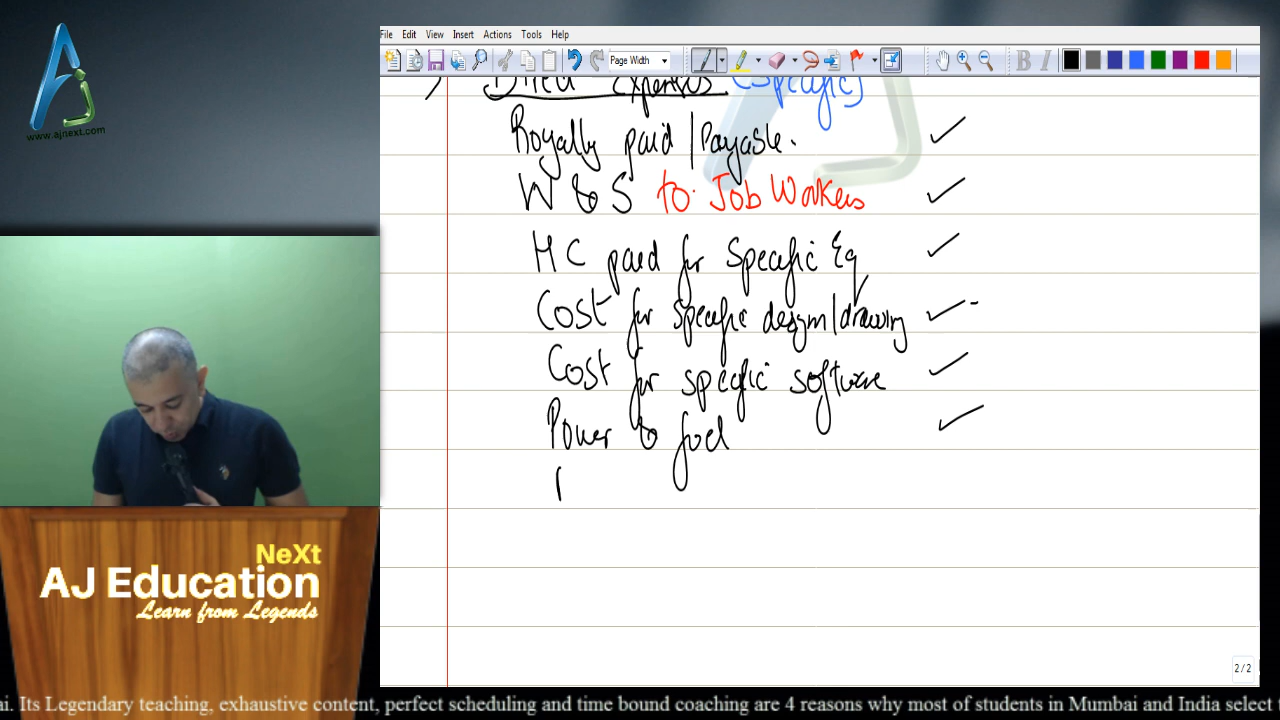 AJ
www.ajnext.com
File Edit View Insert Actions Tools Help
Page Width
B I
Direct Expenses (Specific)
Royalty paid / Payable.
W & S to Job Workers
HC paid for Specific Eq
Cost for specific design/drawing
Cost for specific software
Power & fuel
2/2
NeXt
AJ Education
Learn from Legends
ai. Its Legendary teaching, exhaustive content, perfect scheduling and time bound coaching are 4 reasons why most of students in Mumbai and India select